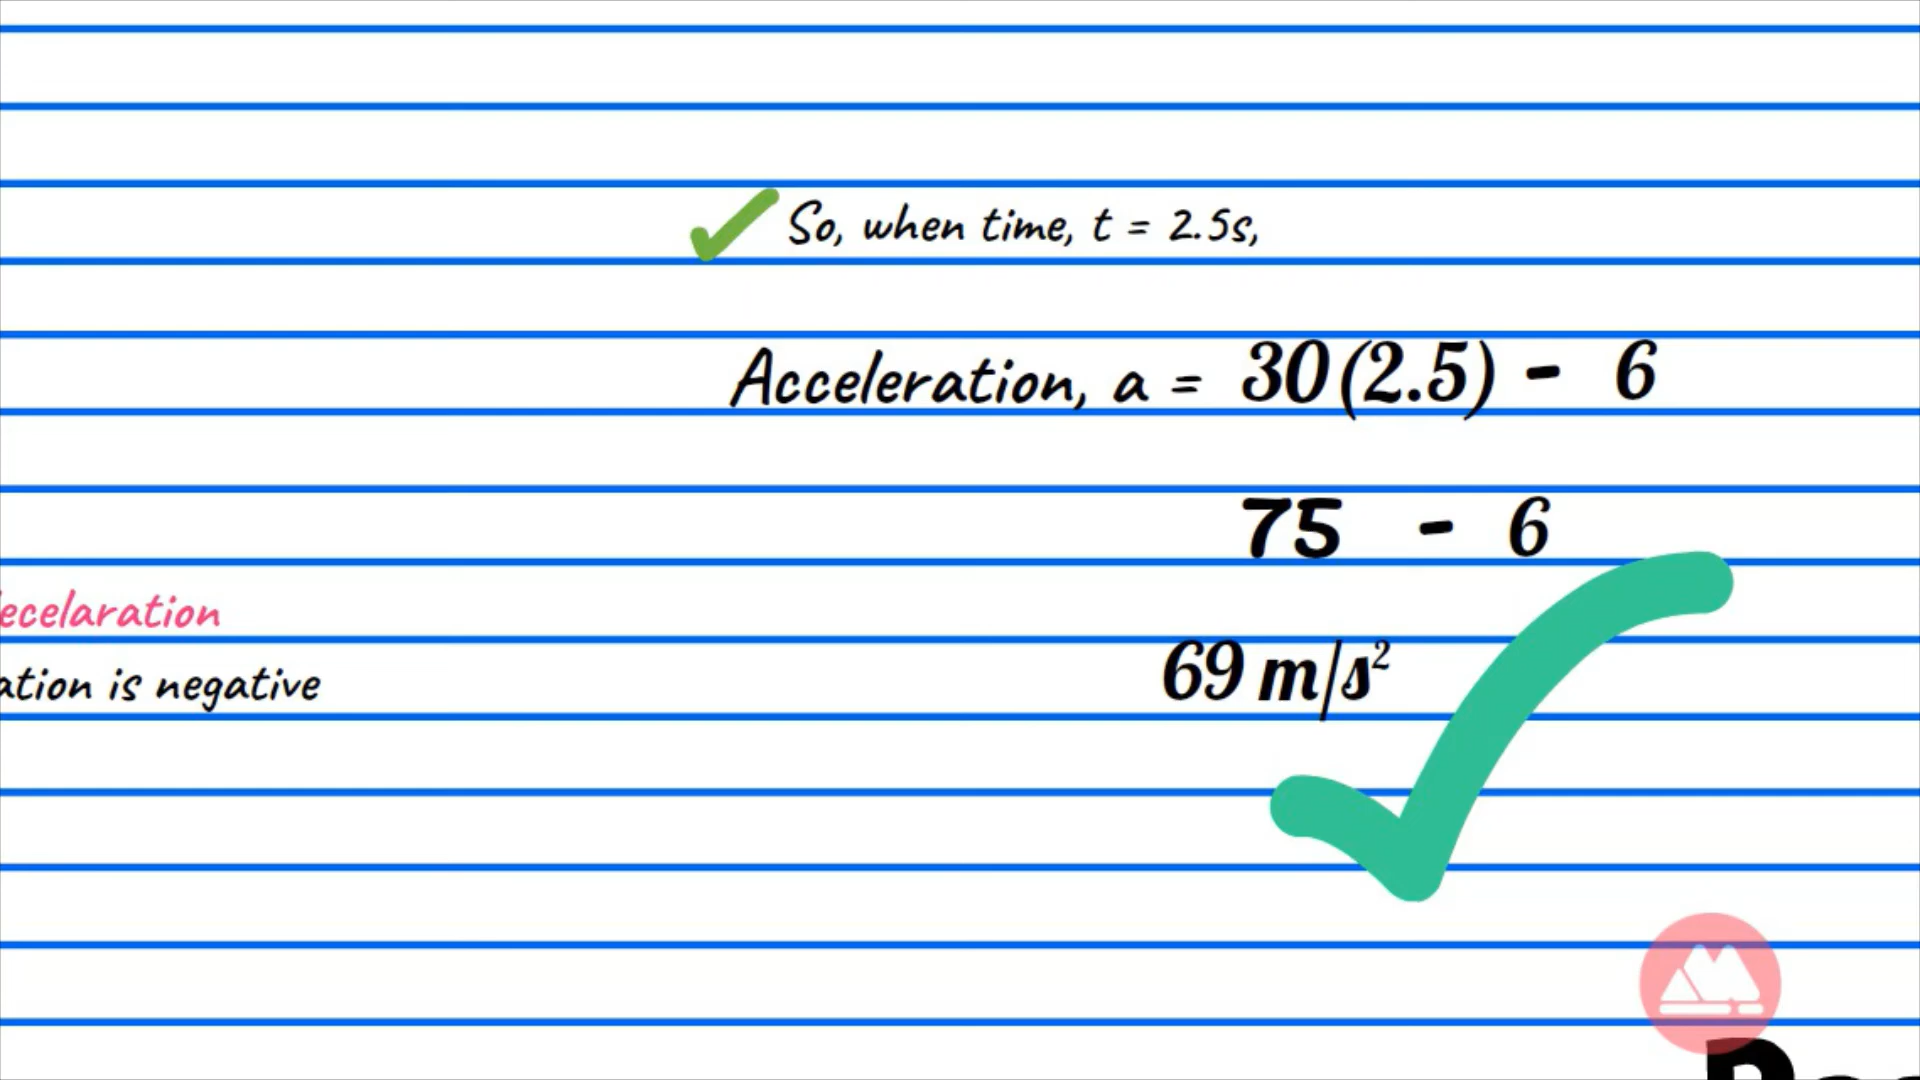 So, when time, t = 2.5s,
Acceleration, a = 30(2.5) - 6
75 - 6
69 m/s²
ecelaration
ation is negative